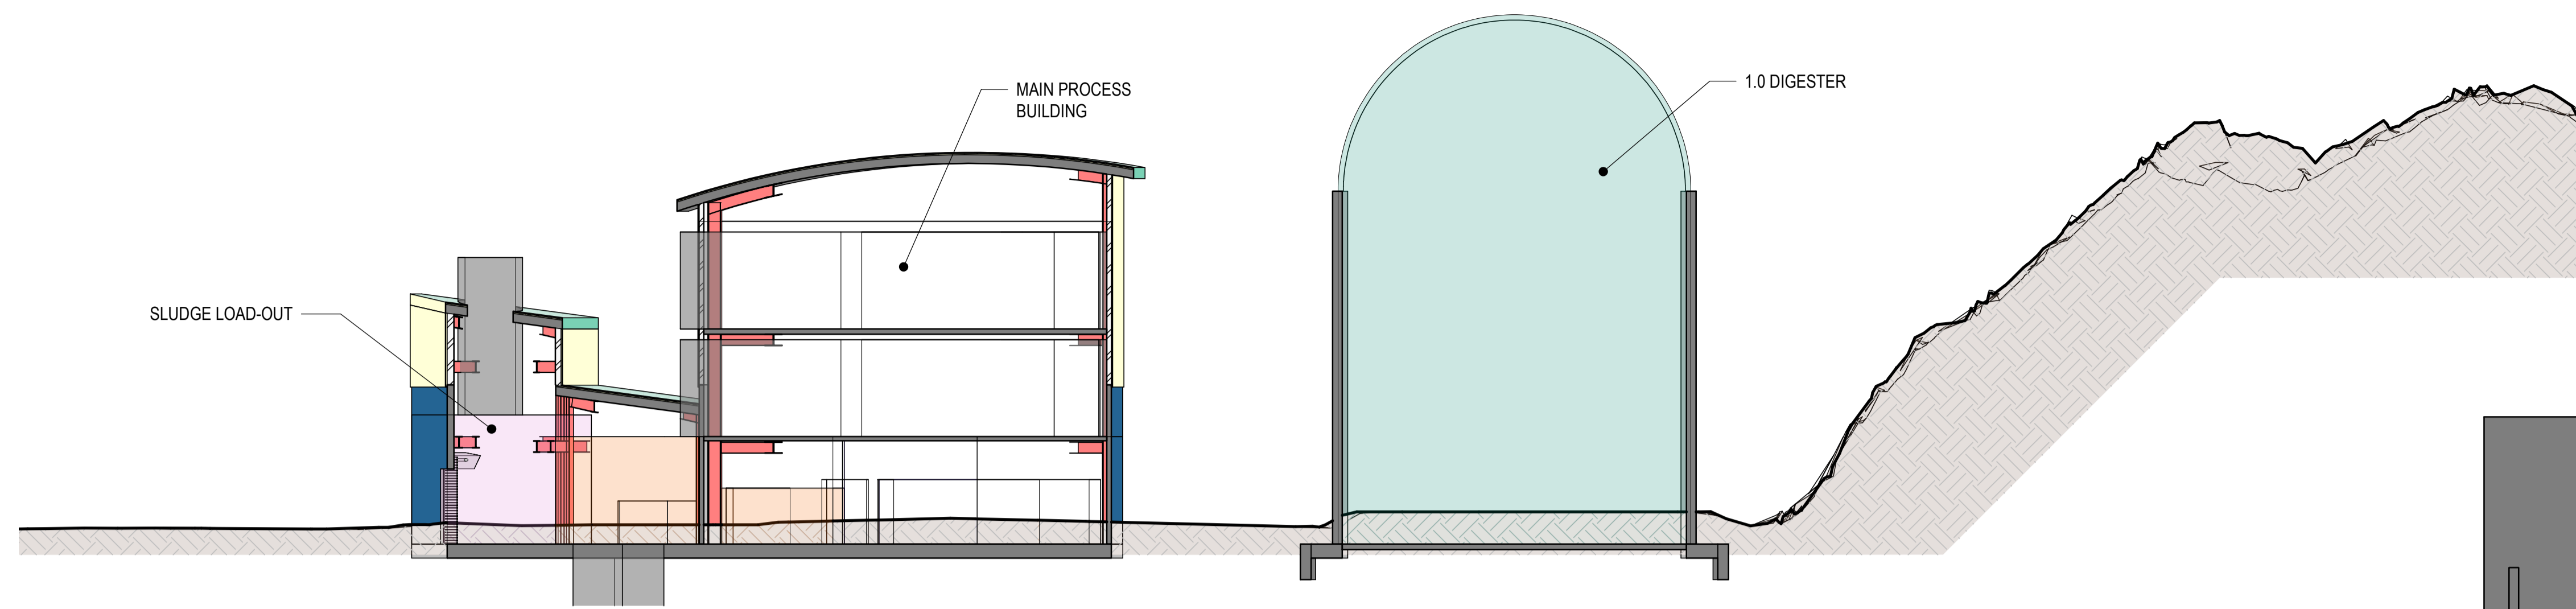 MAIN PROCESS
BUILDING
1.0 DIGESTER
SLUDGE LOAD-OUT